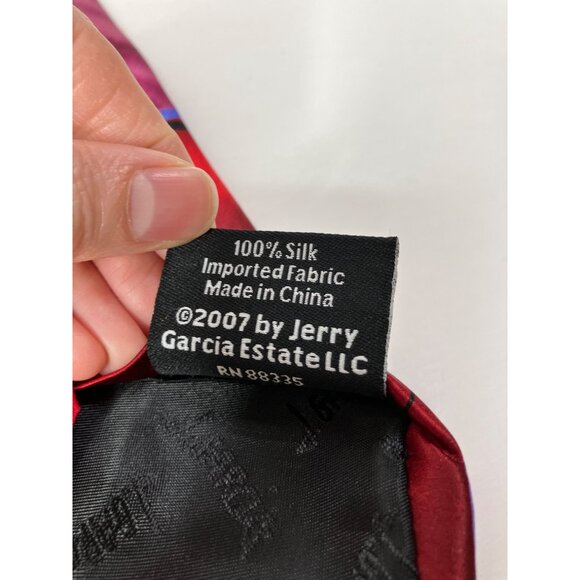 100% Silk
Imported Fabric
Made in China
©2007 by Jerry
Garcia Estate LLC
RN 88335